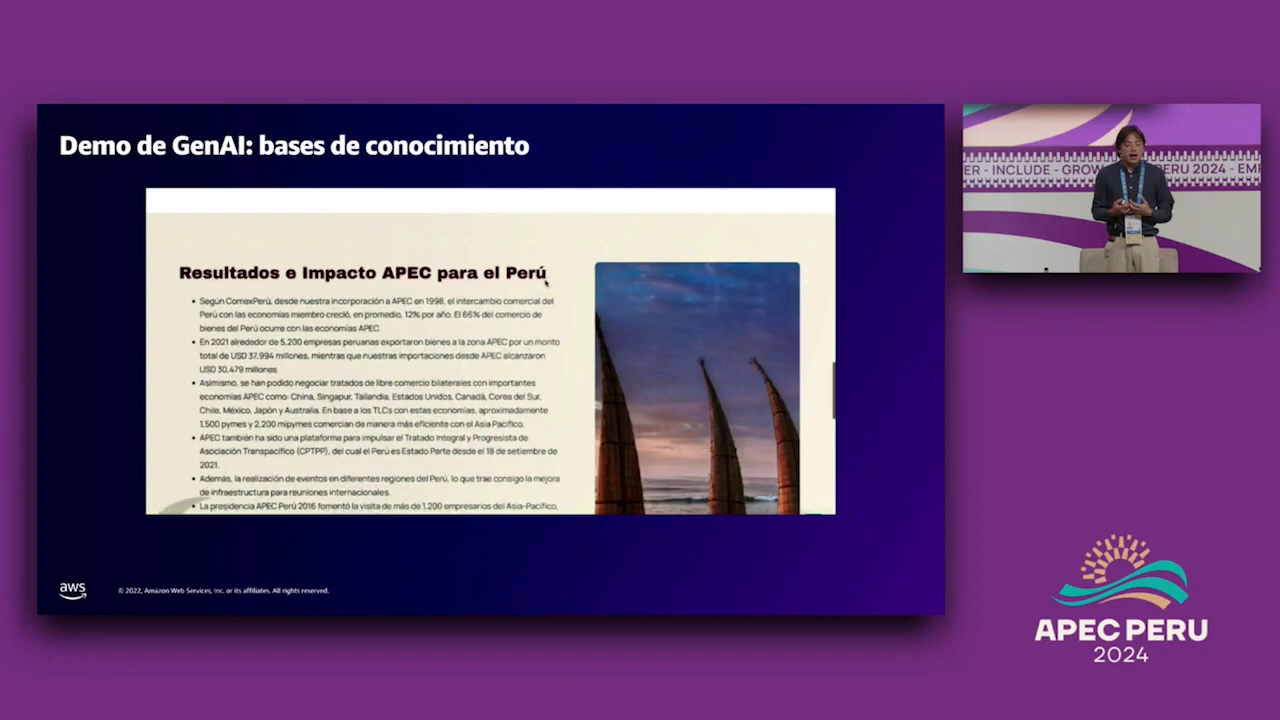 Demo de GenAI: bases de conocimiento
Resultados e Impacto APEC para el Perú
• Según ComexPerú, desde nuestra incorporación a APEC en 1998, el intercambio comercial del
Perú con las economías miembro creció, en promedio, 12% por año. El 66% del comercio de
bienes del Perú ocurre con las economías APEC.
• En 2021 alrededor de 5,200 empresas peruanas exportaron bienes a la zona APEC por un monto
total de USD 37,994 millones, mientras que nuestras importaciones desde APEC alcanzaron
USD 30,479 millones.
• Asimismo, se han podido negociar tratados de libre comercio bilaterales con importantes
economías APEC como: China, Singapur, Tailandia, Estados Unidos, Canadá, Corea del Sur,
Chile, México, Japón y Australia. En base a los TLCs con estas economías, aproximadamente
1,500 pymes y 2,200 mipymes comercian de manera más eficiente con el Asia Pacífico.
• APEC también ha sido una plataforma para impulsar el Tratado Integral y Progresista de
Asociación Transpacífico (CPTPP), del cual el Perú es Estado Parte desde el 18 de setiembre de
2021.
• Además, la realización de eventos en diferentes regiones del Perú, lo que trae consigo la mejora
de infraestructura para reuniones internacionales.
• La presidencia APEC Perú 2016 fomentó la visita de más de 1,200 empresarios del Asia-Pacífico,
aws
© 2022, Amazon Web Services, Inc. or its affiliates. All rights reserved.
ER - INCLUDE - GROW PERU 2024 - EMP
APEC PERU
2024